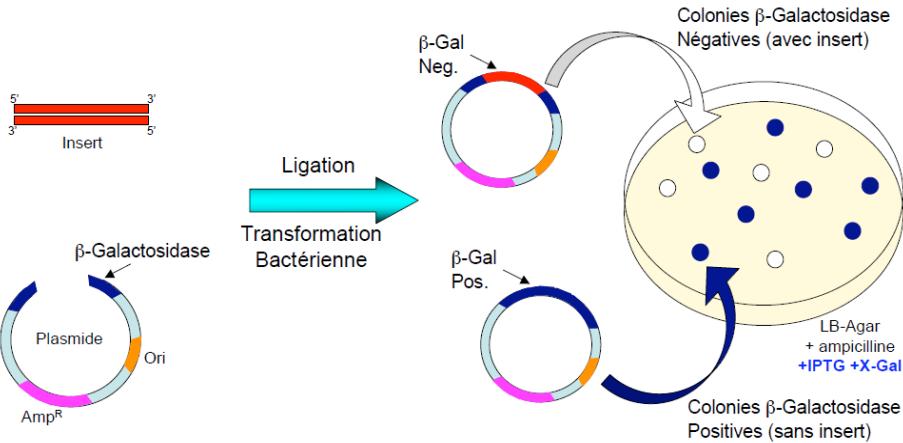 5'
3'
3'
5'
Insert
β-Galactosidase
Plasmide
Ori
AmpR
Ligation
Transformation
Bactérienne
β-Gal
Neg.
β-Gal
Pos.
Colonies β-Galactosidase
Négatives (avec insert)
LB-Agar
+ ampicilline
+IPTG +X-Gal
Colonies β-Galactosidase
Positives (sans insert)